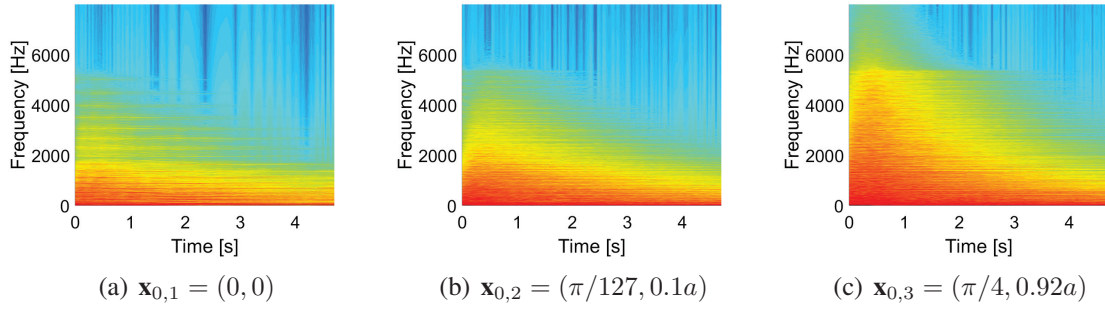 6000
4000
2000
0
Frequency [Hz]
0 1 2 3 4
Time [s]
(a) x₀,₁ = (0, 0)
6000
4000
2000
0
Frequency [Hz]
0 1 2 3 4
Time [s]
(b) x₀,₂ = (π/127, 0.1a)
6000
4000
2000
0
Frequency [Hz]
0 1 2 3 4
Time [s]
(c) x₀,₃ = (π/4, 0.92a)